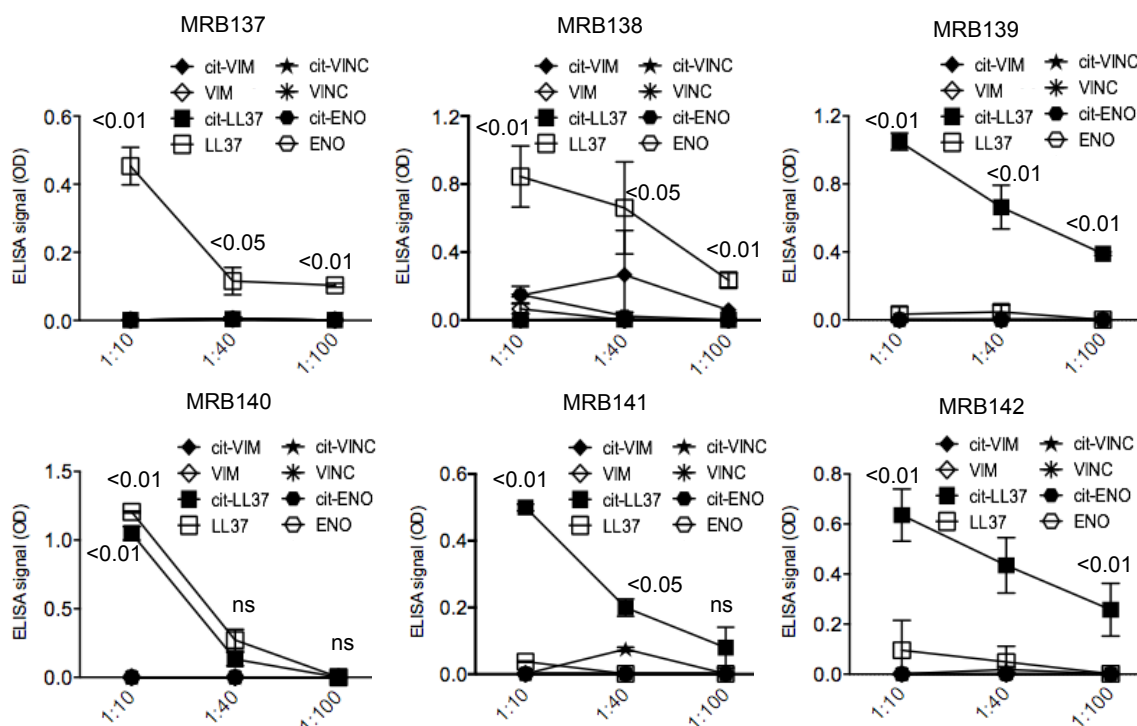 MRB137
cit-VIM cit-VINC
VIM VINC
cit-LL37 cit-ENO
LL37 ENO
ELISA signal (OD)
0.6
0.4
0.2
0.0
<0.01
<0.05
<0.01
1:10
1:40
1:100
MRB138
cit-VIM cit-VINC
VIM VINC
cit-LL37 cit-ENO
LL37 ENO
ELISA signal (OD)
1.2
0.8
0.4
0.0
<0.01
<0.05
<0.01
1:10
1:40
1:100
MRB139
cit-VIM cit-VINC
VIM VINC
cit-LL37 cit-ENO
LL37 ENO
ELISA signal (OD)
1.2
0.8
0.4
0.0
<0.01
<0.01
<0.01
1:10
1:40
1:100
MRB140
cit-VIM cit-VINC
VIM VINC
cit-LL37 cit-ENO
LL37 ENO
ELISA signal (OD)
1.5
1.0
0.5
0.0
<0.01
<0.01
ns
ns
1:10
1:40
1:100
MRB141
cit-VIM cit-VINC
VIM VINC
cit-LL37 cit-ENO
LL37 ENO
ELISA signal (OD)
0.6
0.4
0.2
0.0
<0.01
<0.05
ns
1:10
1:40
1:100
MRB142
cit-VIM cit-VINC
VIM VINC
cit-LL37 cit-ENO
LL37 ENO
ELISA signal (OD)
0.8
0.6
0.4
0.2
0.0
<0.01
<0.01
1:10
1:40
1:100